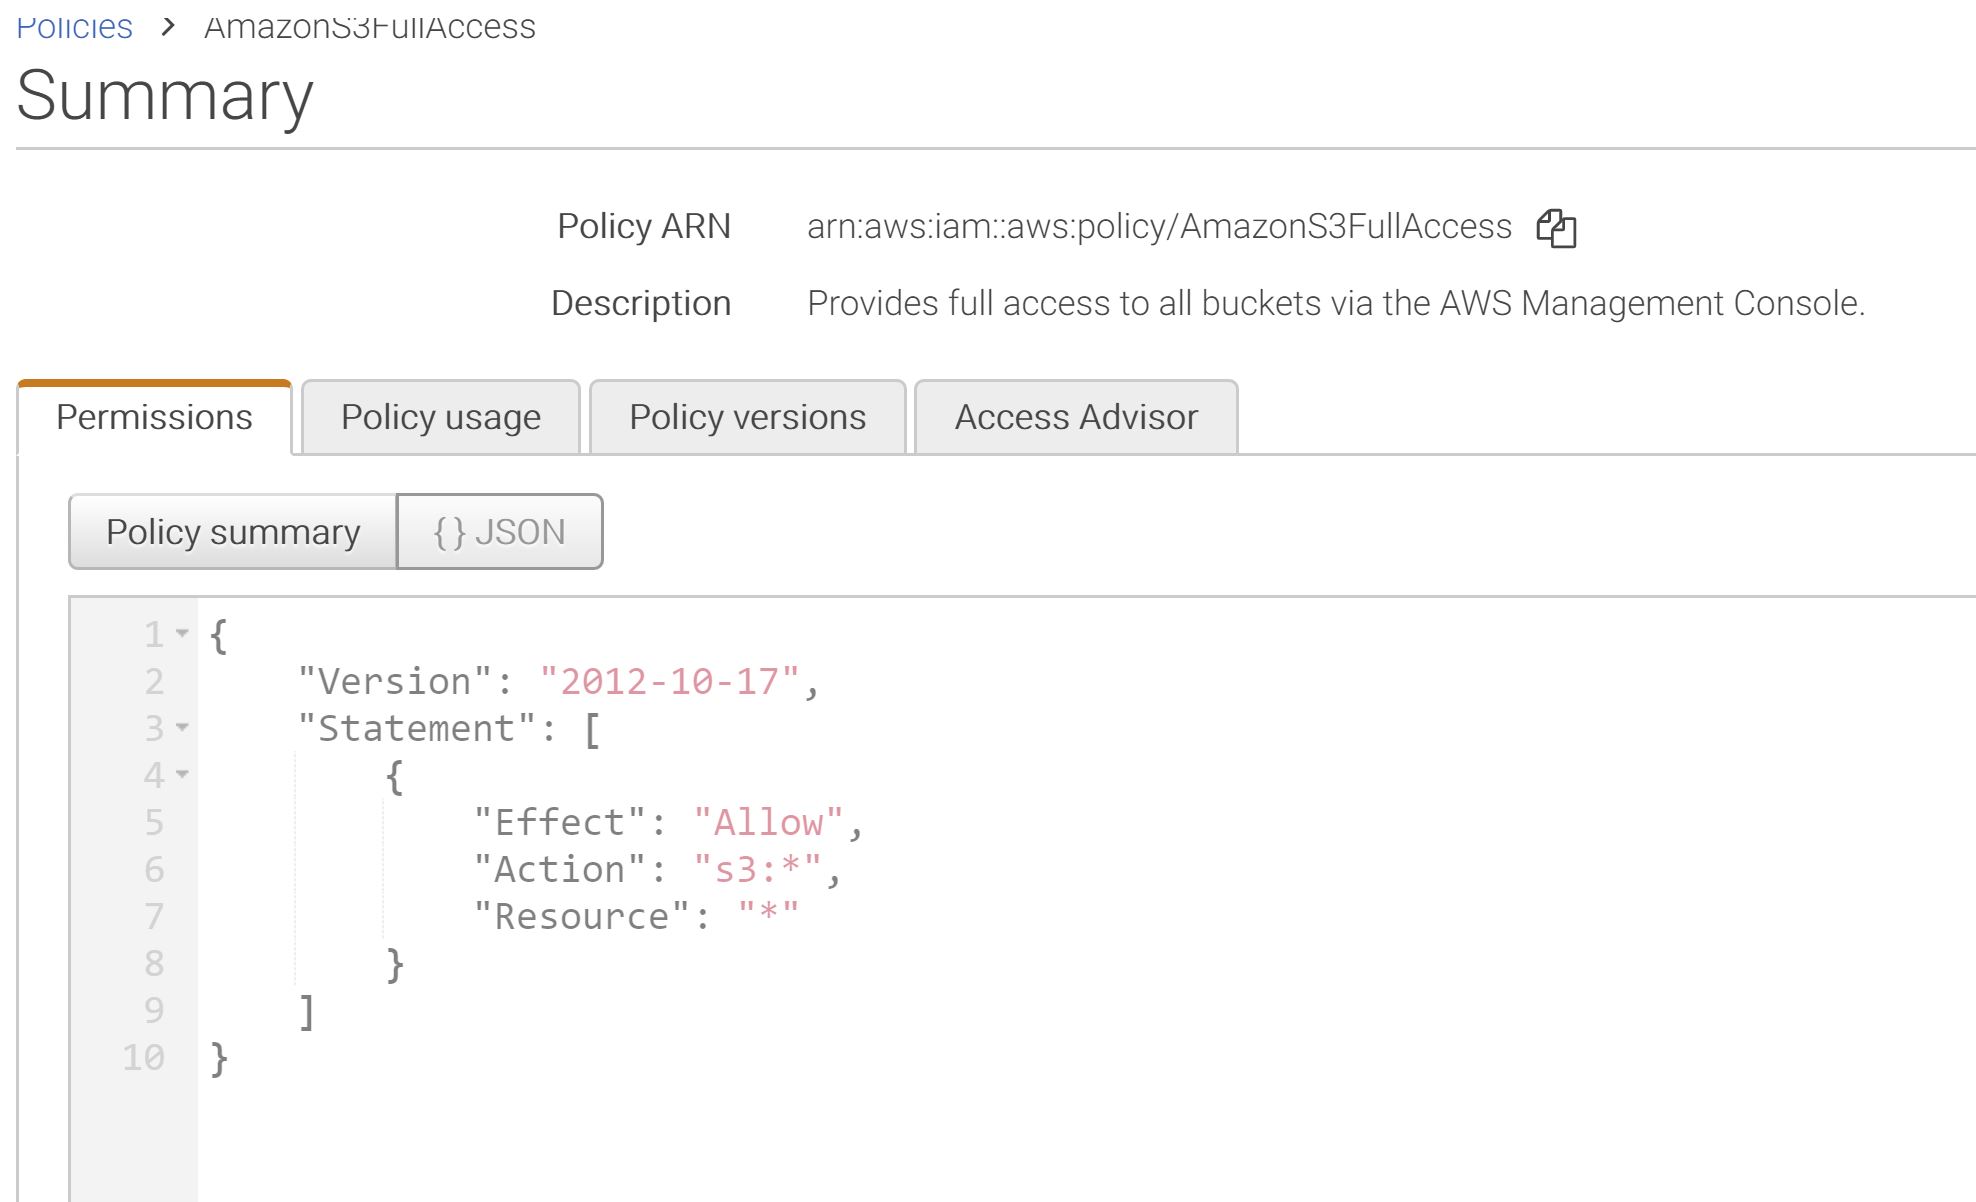 Policies > AmazonS3FullAccess
Summary
Policy ARN arn:aws:iam::aws:policy/AmazonS3FullAccess
Description Provides full access to all buckets via the AWS Management Console.
Permissions Policy usage Policy versions Access Advisor
Policy summary {} JSON
1 {
2     "Version": "2012-10-17",
3     "Statement": [
4         {
5             "Effect": "Allow",
6             "Action": "s3:*",
7             "Resource": "*"
8         }
9     ]
10 }